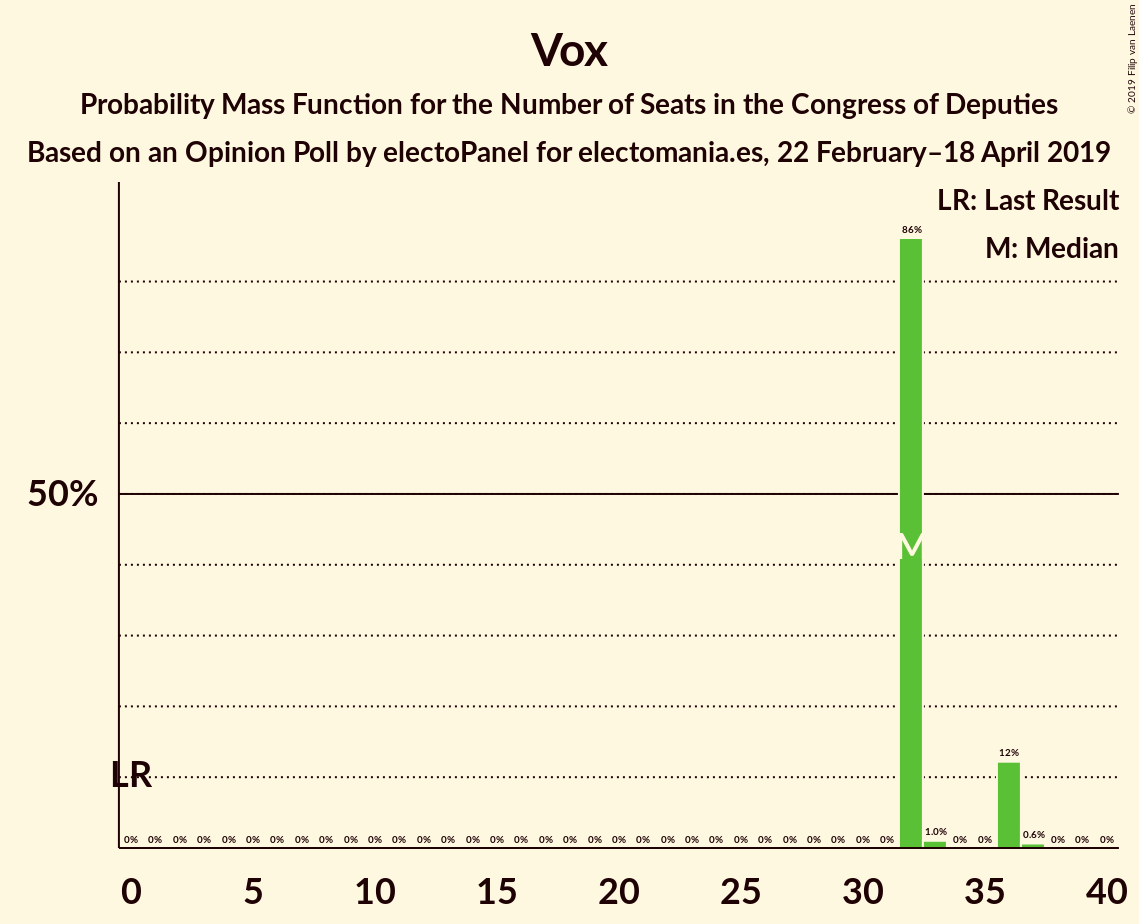 Vox
Probability Mass Function for the Number of Seats in the Congress of Deputies
Based on an Opinion Poll by electoPanel for electomania.es, 22 February–18 April 2019
© 2019 Filip van Laenen
LR: Last Result
M: Median
86%
50%
M
12%
LR
0% 0% 0% 0% 0% 0% 0% 0% 0% 0% 0% 0% 0% 0% 0% 0% 0% 0% 0% 0% 0% 0% 0% 0% 0% 0% 0% 0% 0% 0% 0% 0% 1.0% 0% 0% 0.6% 0% 0% 0%
0 5 10 15 20 25 30 35 40